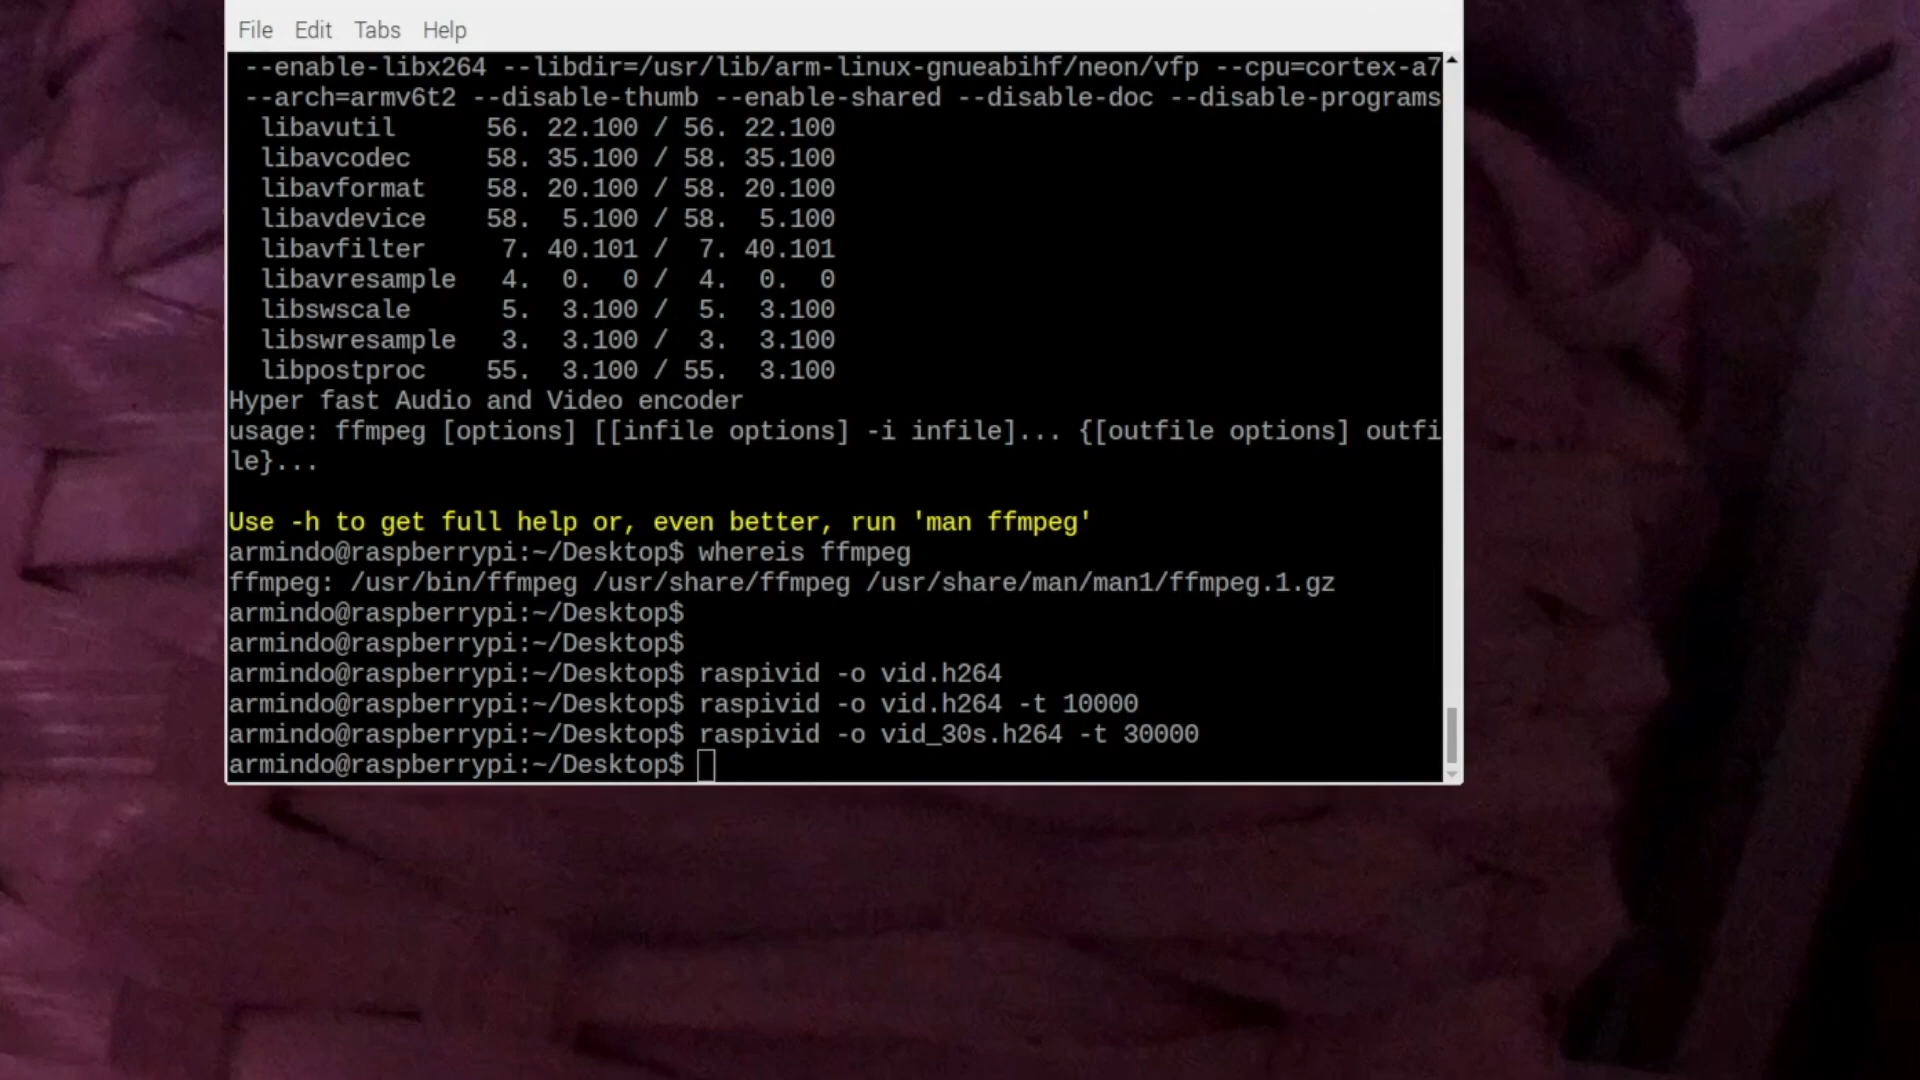 File Edit Tabs Help
--enable-libx264 --libdir=/usr/lib/arm-linux-gnueabihf/neon/vfp --cpu=cortex-a7
--arch=armv6t2 --disable-thumb --enable-shared --disable-doc --disable-programs
libavutil 56. 22.100 / 56. 22.100
libavcodec 58. 35.100 / 58. 35.100
libavformat 58. 20.100 / 58. 20.100
libavdevice 58. 5.100 / 58. 5.100
libavfilter 7. 40.101 / 7. 40.101
libavresample 4. 0. 0 / 4. 0. 0
libswscale 5. 3.100 / 5. 3.100
libswresample 3. 3.100 / 3. 3.100
libpostproc 55. 3.100 / 55. 3.100
Hyper fast Audio and Video encoder
usage: ffmpeg [options] [[infile options] -i infile]... {[outfile options] outfi
le}...
Use -h to get full help or, even better, run 'man ffmpeg'
armindo@raspberrypi:~/Desktop$ whereis ffmpeg
ffmpeg: /usr/bin/ffmpeg /usr/share/ffmpeg /usr/share/man/man1/ffmpeg.1.gz
armindo@raspberrypi:~/Desktop$
armindo@raspberrypi:~/Desktop$
armindo@raspberrypi:~/Desktop$ raspivid -o vid.h264
armindo@raspberrypi:~/Desktop$ raspivid -o vid.h264 -t 10000
armindo@raspberrypi:~/Desktop$ raspivid -o vid_30s.h264 -t 30000
armindo@raspberrypi:~/Desktop$